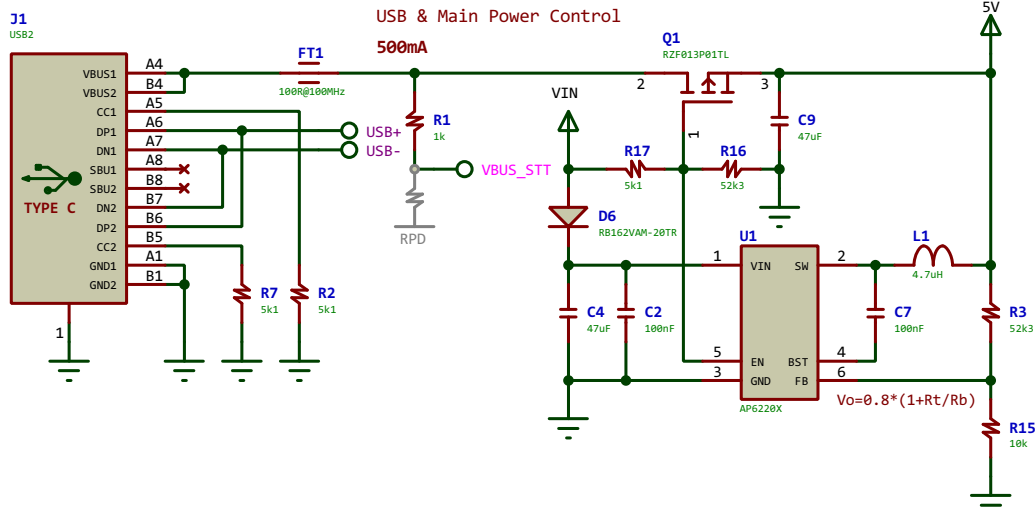 USB & Main Power Control
500mA
J1
USB2
VBUS1 A4
VBUS2 B4
CC1 A5
DP1 A6
DN1 A7
SBU1 A8
SBU2 B8
DN2 B7
DP2 B6
CC2 B5
GND1 A1
GND2 B1
TYPE C
1
FT1
100R@100MHz
USB+
USB-
R1
1k
VBUS_STT
RPD
R7
5k1
R2
5k1
Q1
RZF013P01TL
2
3
1
5V
VIN
C9
47uF
R17
5k1
R16
52k3
D6
RB162VAM-20TR
C4
47uF
C2
100nF
U1
1 VIN SW 2
5 EN BST 4
3 GND FB 6
AP6220X
L1
4.7uH
C7
100nF
R3
52k3
Vo=0.8*(1+Rt/Rb)
R15
10k